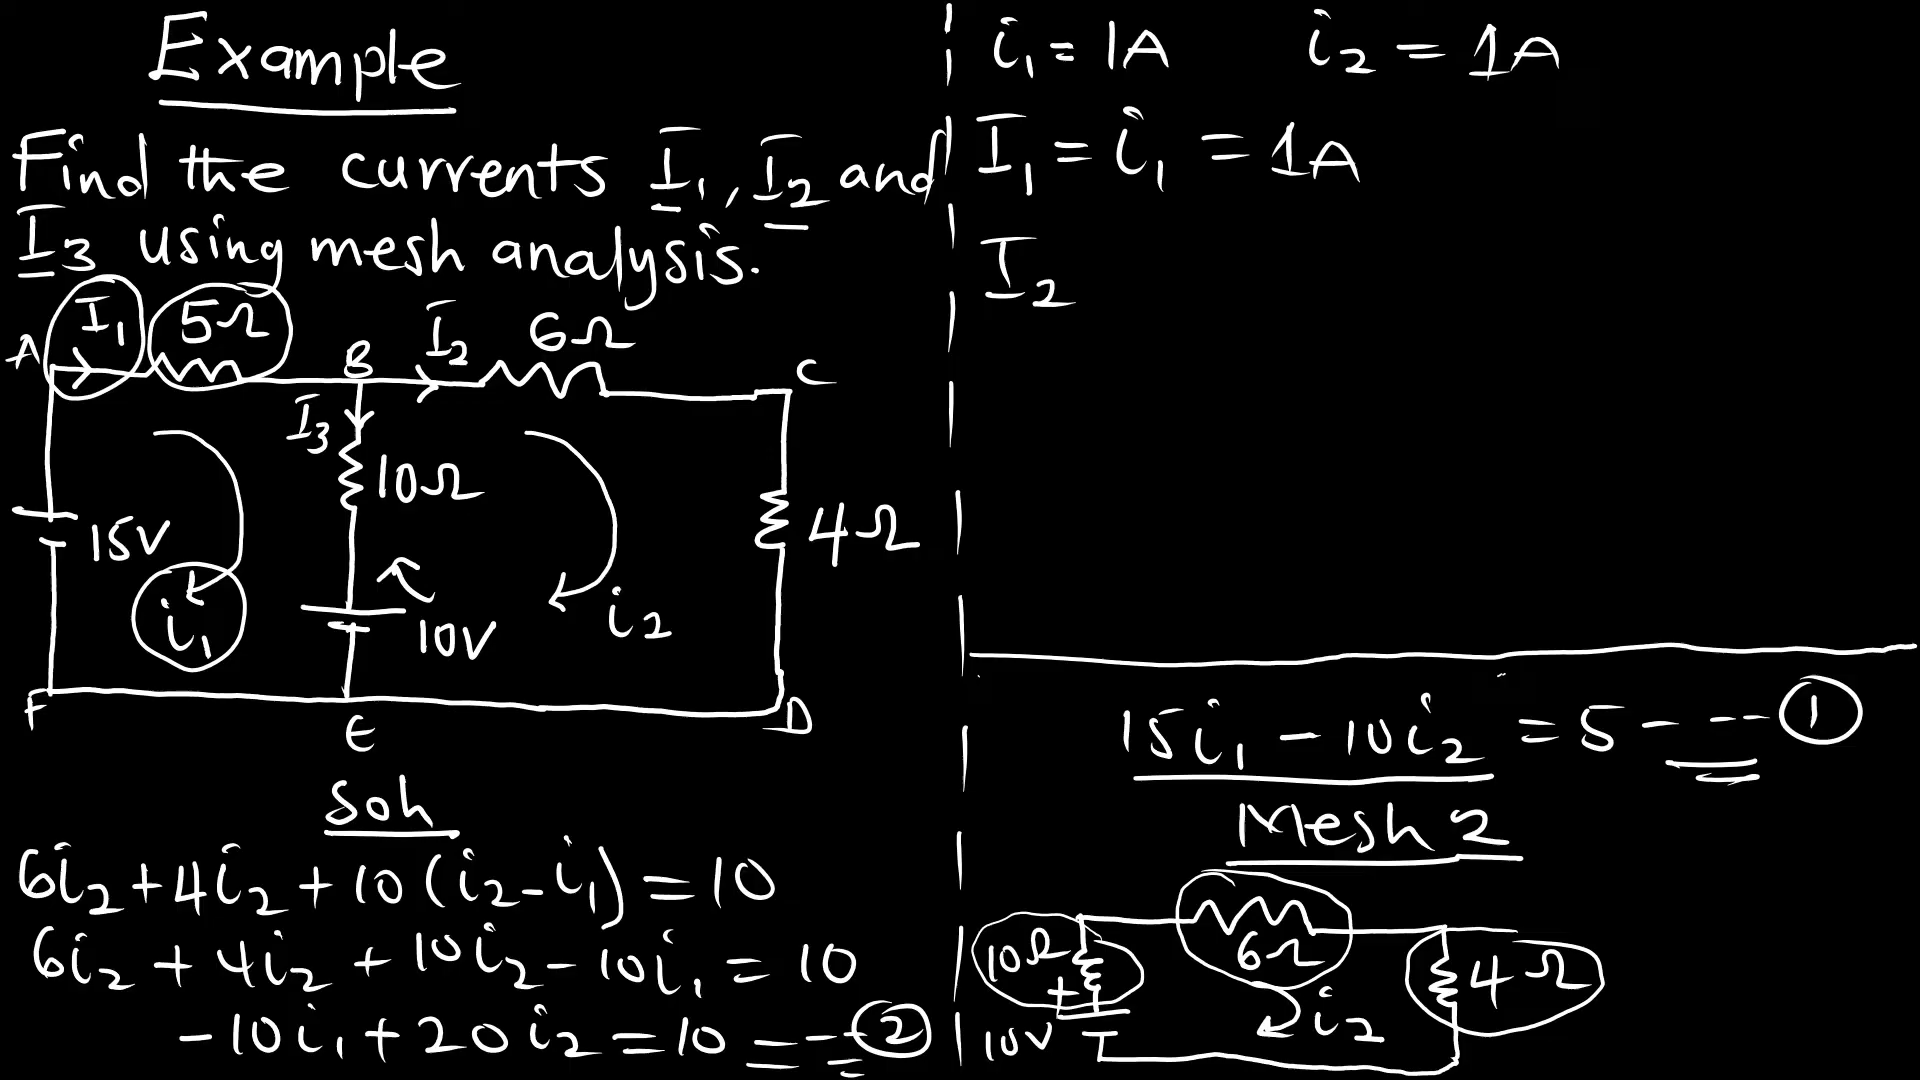 Example
Find the currents I₁, I₂ and
I₃ using mesh analysis.
A I₁ 5Ω B I₂ 6Ω C
I₃ 10Ω
15V 4Ω
i₁ 10V i₂
F E D
Soln
6i₂+4i₂+10(i₂-i₁)=10
6i₂+4i₂+10i₂-10i₁=10
-10i₁+20i₂=10 ---- ②
i₁=1A i₂=1A
I₁=i₁=1A
I₂
15i₁-10i₂=5---- ①
Mesh 2
10Ω 6Ω 4Ω
+
10V i₂